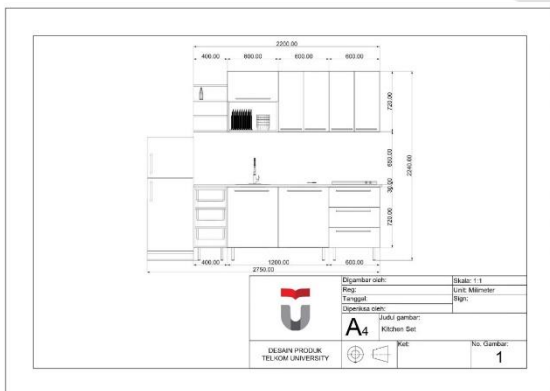 2200.00
400.00 600.00 600.00 600.00
720.00
650.00
2240.00
720.00
400.00 1200.00 600.00
2750.00
Digambar oleh: Skala: 1:1
Reg: Unit: Milimeter
Tanggal: Sign:
Diperiksa oleh:
A4
Judul gambar:
Kitchen Set
DESAIN PRODUK
TELKOM UNIVERSITY
Ket:
No. Gambar:
1